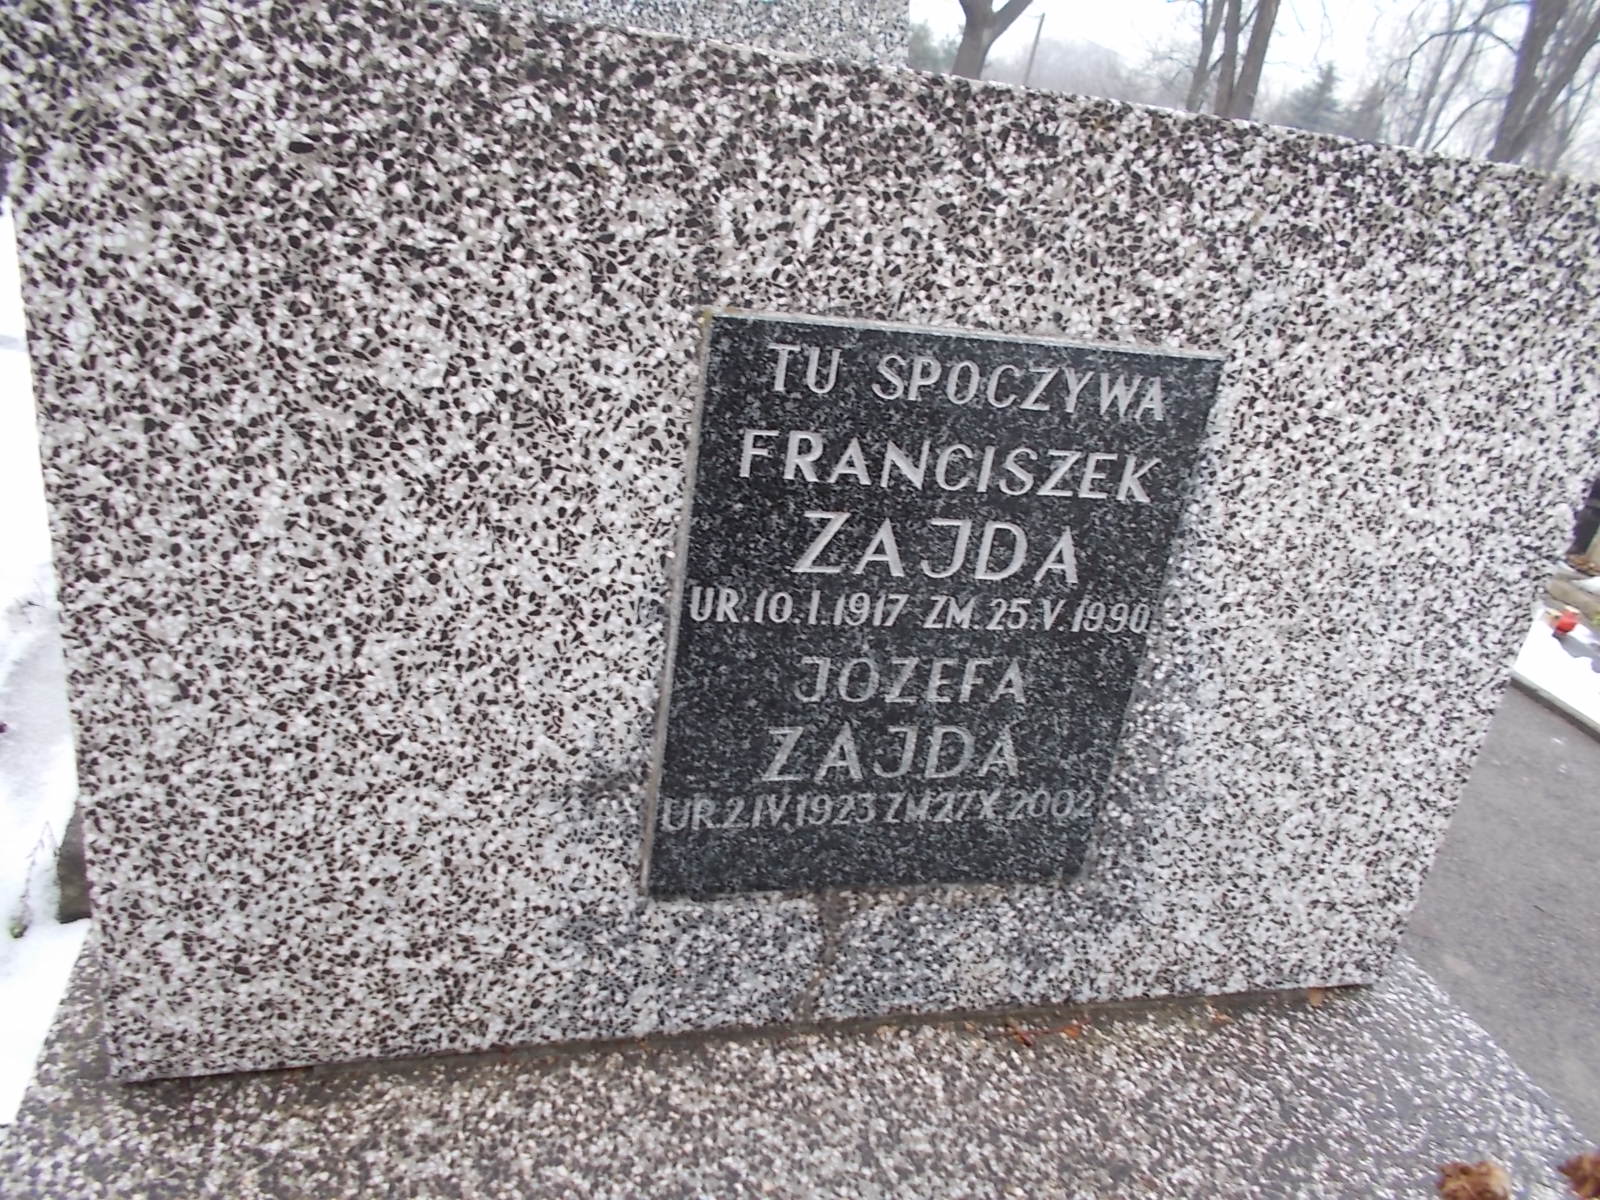 TU SPOCZYWA
FRANCISZEK
ZAJDA
UR.10.I.1917 ZM.25.V.1990
JÓZEFA
ZAJDA
UR.2.IV.1923 ZM.27.X.2002